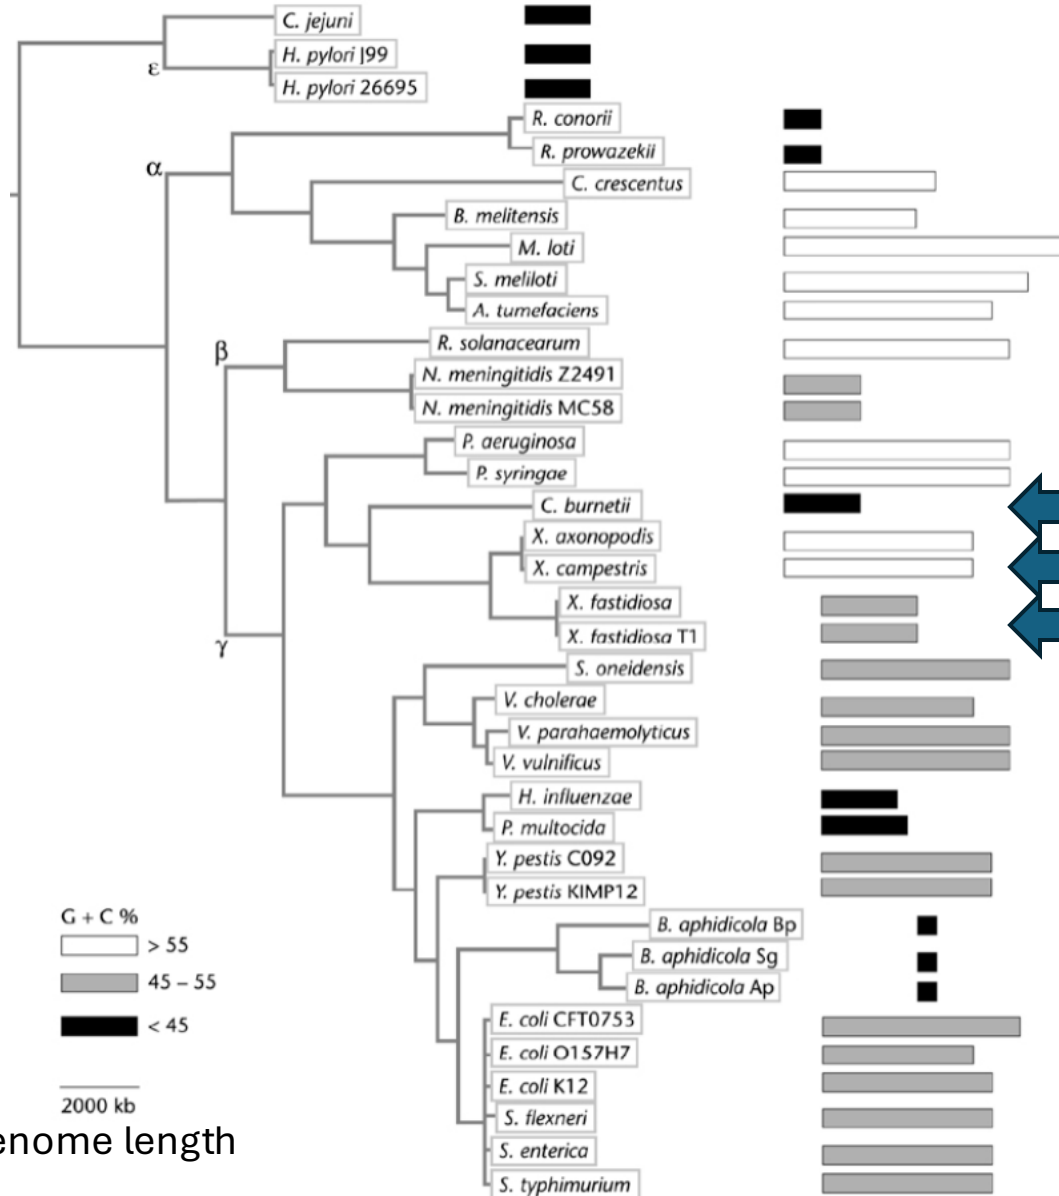 C. jejuni
ε
H. pylori J99
H. pylori 26695
R. conorii
α
R. prowazekii
C. crescentus
B. melitensis
M. loti
S. meliloti
A. tumefaciens
β
R. solanacearum
N. meningitidis Z2491
N. meningitidis MC58
P. aeruginosa
P. syringae
C. burnetii
X. axonopodis
X. campestris
X. fastidiosa
X. fastidiosa T1
γ
S. oneidensis
V. cholerae
V. parahaemolyticus
V. vulnificus
H. influenzae
P. multocida
Y. pestis C092
Y. pestis KIMP12
B. aphidicola Bp
B. aphidicola Sg
B. aphidicola Ap
E. coli CFT0753
E. coli O157H7
E. coli K12
S. flexneri
S. enterica
S. typhimurium
G + C %
> 55
45 – 55
< 45
2000 kb
enome length